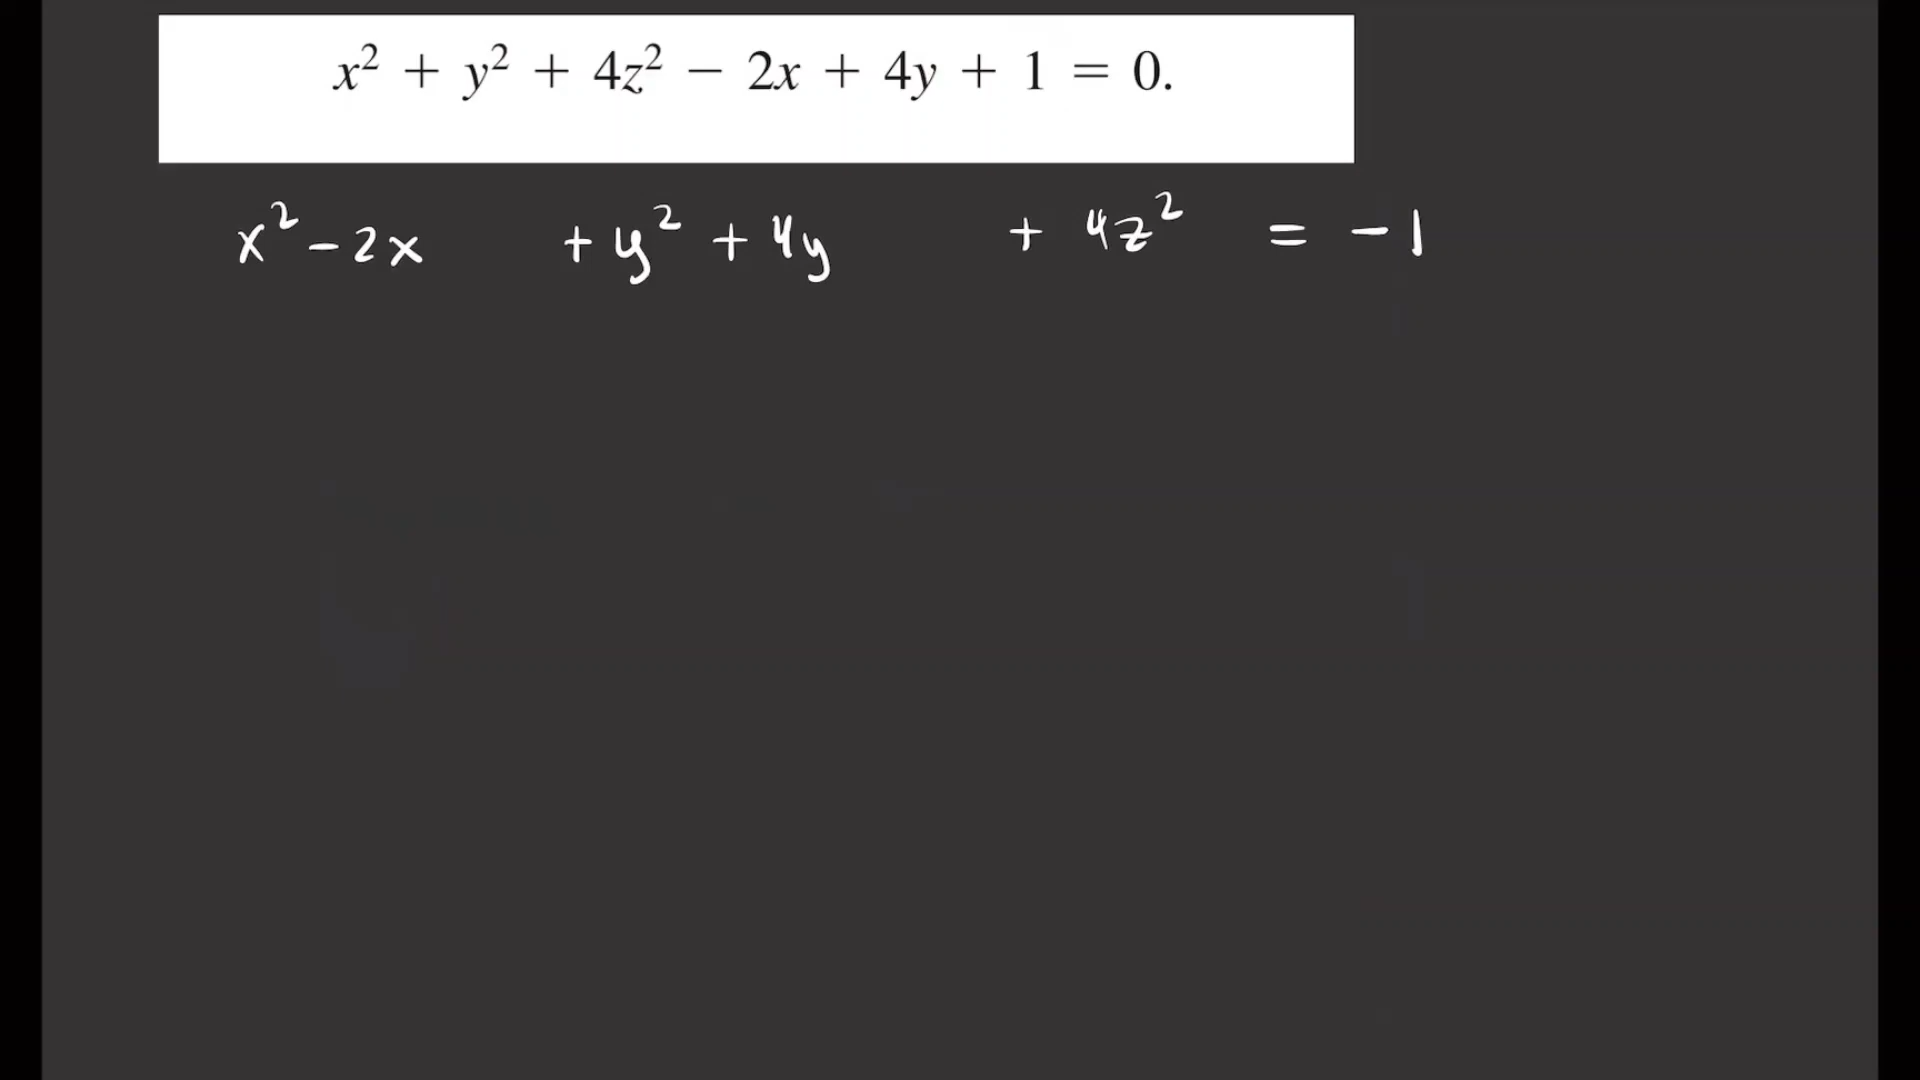 x² + y² + 4z² − 2x + 4y + 1 = 0.
x² − 2x + y² + 4y + 4z² = −1